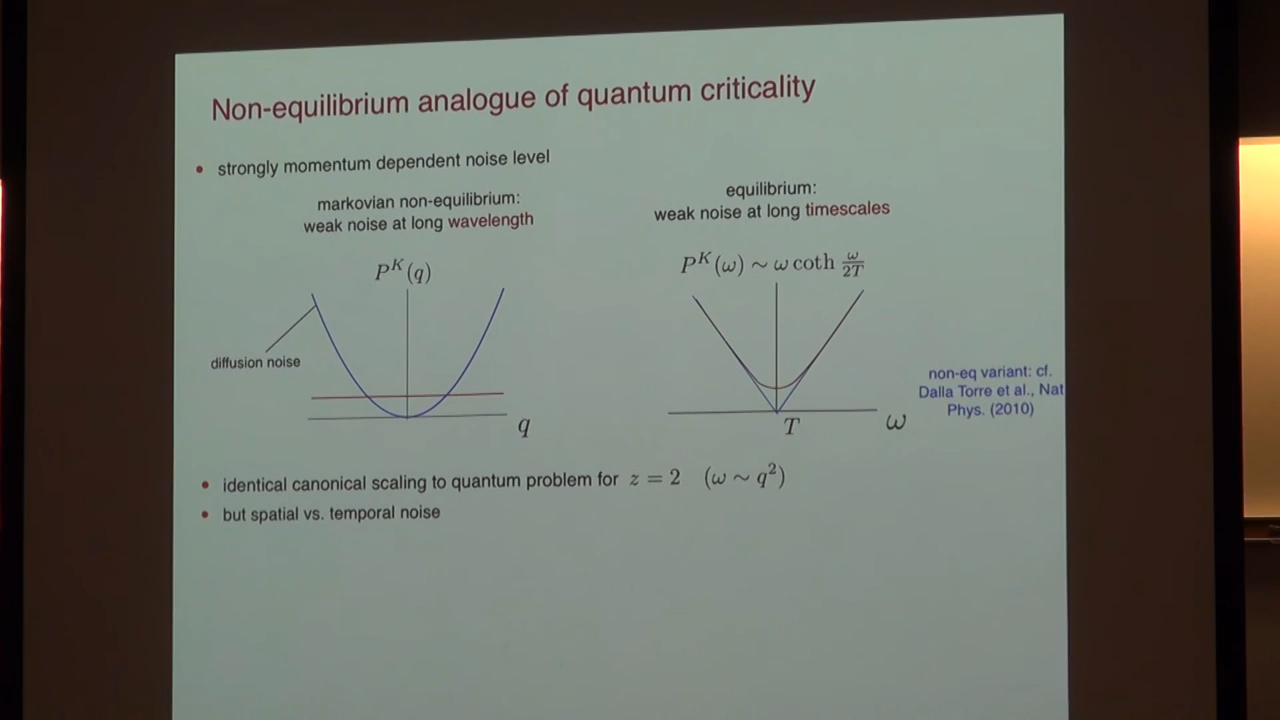 Non-equilibrium analogue of quantum criticality
• strongly momentum dependent noise level
markovian non-equilibrium:
weak noise at long wavelength
P^K(q)
diffusion noise
q
equilibrium:
weak noise at long timescales
P^K(ω) ∼ ω coth ω/2T
T
ω
non-eq variant: cf.
Dalla Torre et al., Nat
Phys. (2010)
• identical canonical scaling to quantum problem for z = 2 (ω ∼ q²)
• but spatial vs. temporal noise